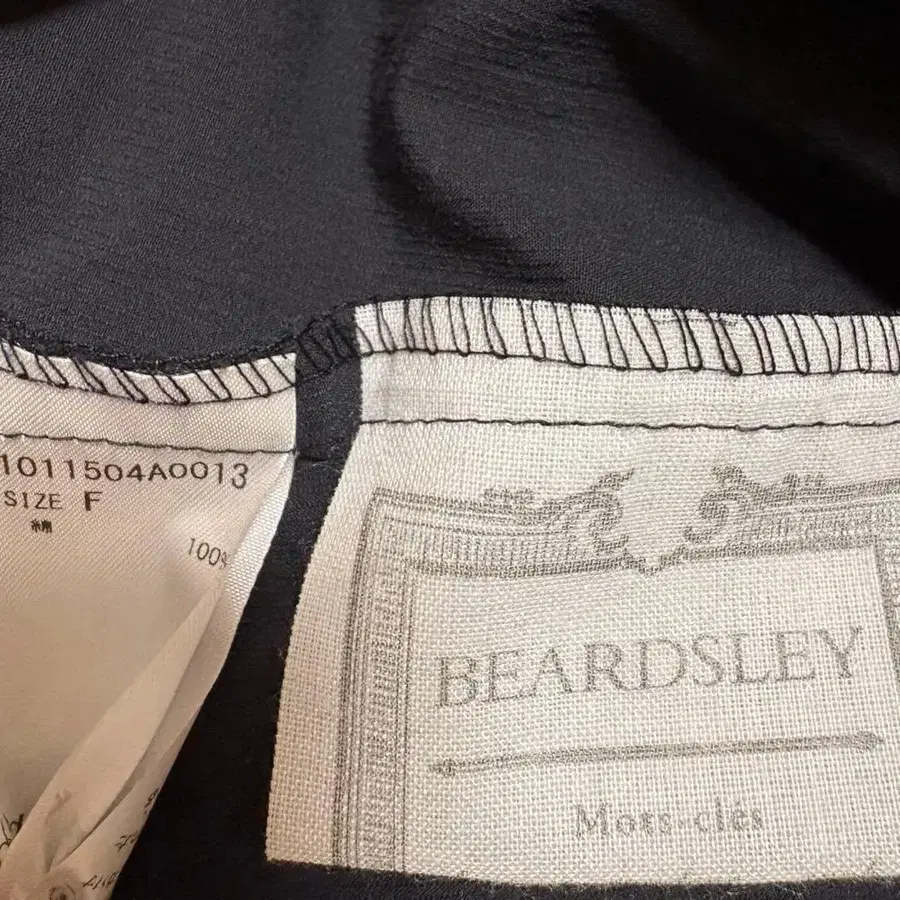 1011504A0013
SIZE F
綿
100%
BEARDSLEY
Mots-clés